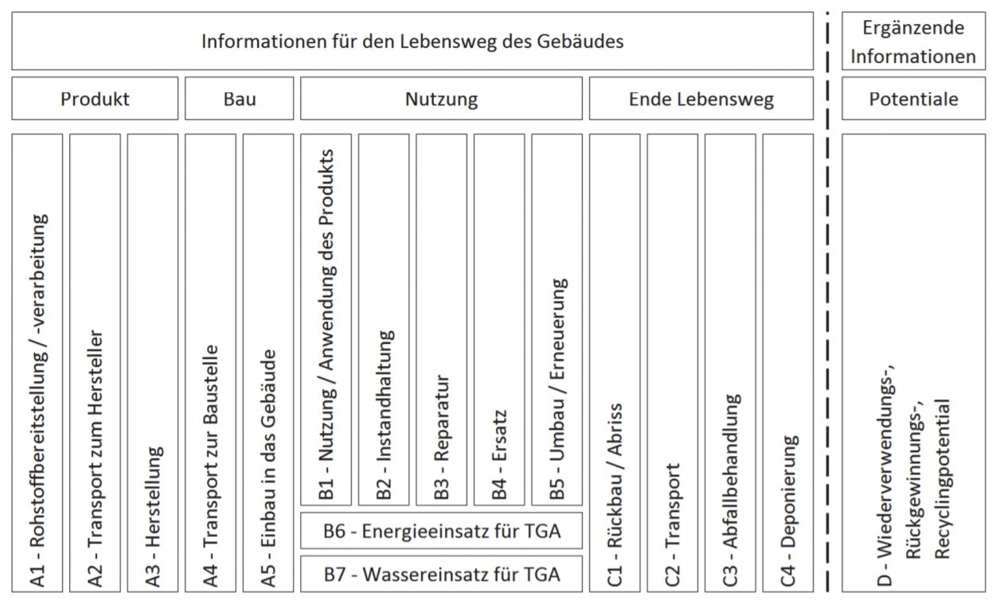 Informationen für den Lebensweg des Gebäudes
Ergänzende
Informationen
Produkt
Bau
Nutzung
Ende Lebensweg
Potentiale
A1 - Rohstoffbereitstellung / -verarbeitung
A2 - Transport zum Hersteller
A3 - Herstellung
A4 - Transport zur Baustelle
A5 - Einbau in das Gebäude
B1 - Nutzung / Anwendung des Produkts
B2 - Instandhaltung
B3 - Reparatur
B4 - Ersatz
B5 - Umbau / Erneuerung
B6 - Energieeinsatz für TGA
B7 - Wassereinsatz für TGA
C1 - Rückbau / Abriss
C2 - Transport
C3 - Abfallbehandlung
C4 - Deponierung
D - Wiederverwendungs-,
Rückgewinnungs-,
Recyclingpotential